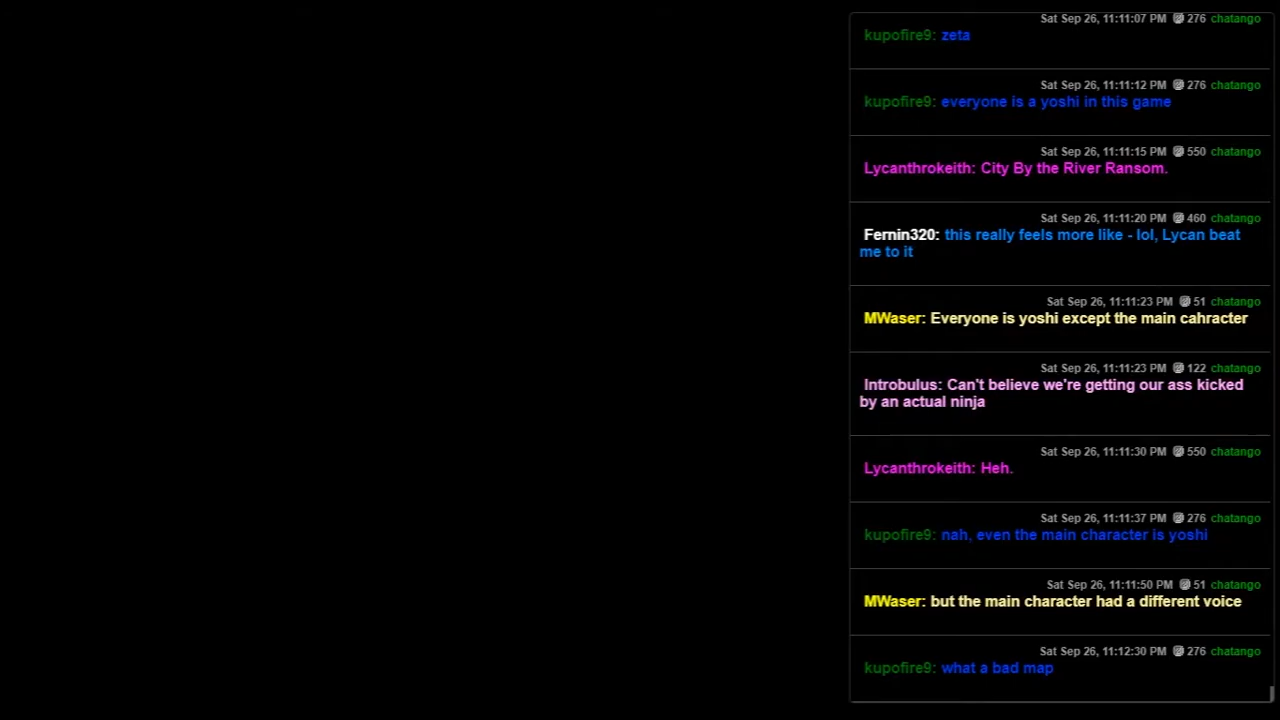 Sat Sep 26, 11:11:07 PM 276 chatango
kupofire9: zeta
Sat Sep 26, 11:11:12 PM 276 chatango
kupofire9: everyone is a yoshi in this game
Sat Sep 26, 11:11:15 PM 550 chatango
Lycanthrokeith: City By the River Ransom.
Sat Sep 26, 11:11:20 PM 460 chatango
Fernin320: this really feels more like - lol, Lycan beat
me to it
Sat Sep 26, 11:11:23 PM 51 chatango
MWaser: Everyone is yoshi except the main cahracter
Sat Sep 26, 11:11:23 PM 122 chatango
Introbulus: Can't believe we're getting our ass kicked
by an actual ninja
Sat Sep 26, 11:11:30 PM 550 chatango
Lycanthrokeith: Heh.
Sat Sep 26, 11:11:37 PM 276 chatango
kupofire9: nah, even the main character is yoshi
Sat Sep 26, 11:11:50 PM 51 chatango
MWaser: but the main character had a different voice
Sat Sep 26, 11:12:30 PM 276 chatango
kupofire9: what a bad map